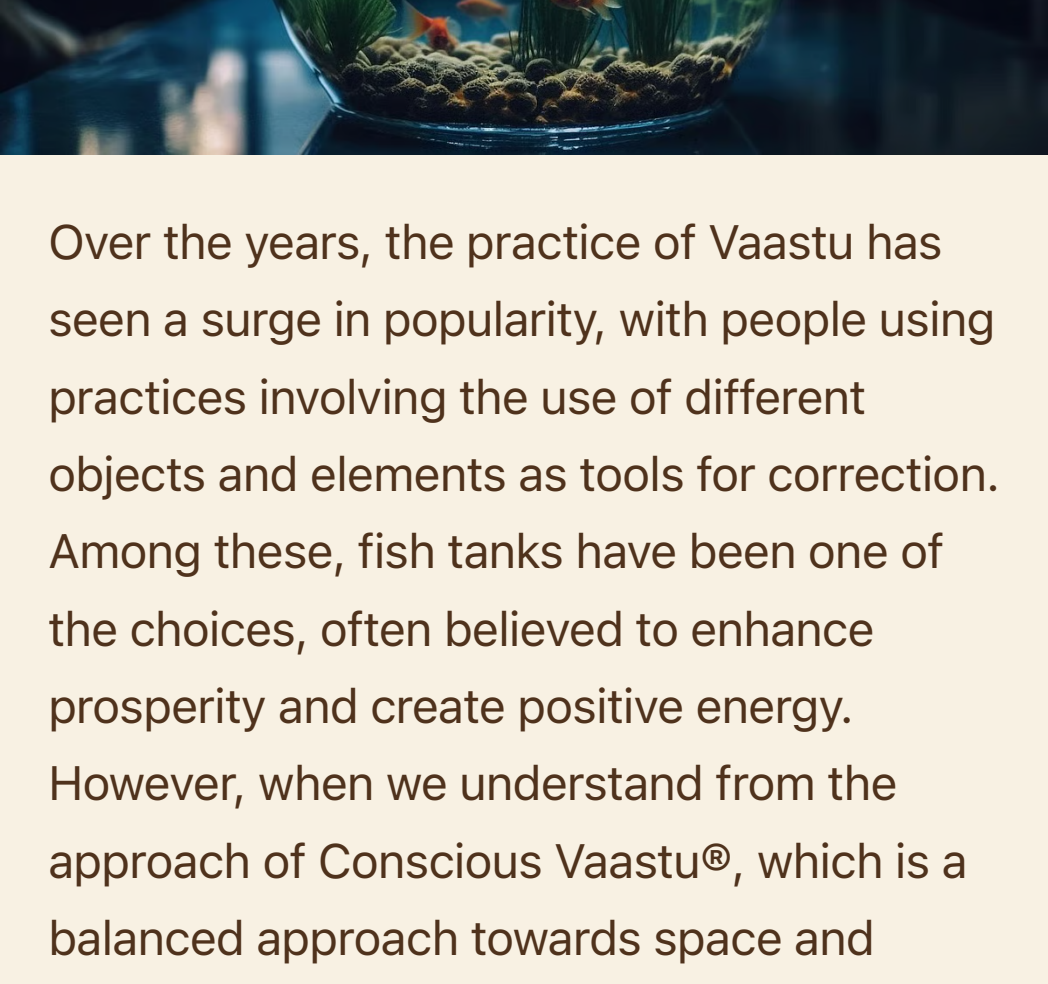 Over the years, the practice of Vaastu has
seen a surge in popularity, with people using
practices involving the use of different
objects and elements as tools for correction.
Among these, fish tanks have been one of
the choices, often believed to enhance
prosperity and create positive energy.
However, when we understand from the
approach of Conscious Vaastu®, which is a
balanced approach towards space and